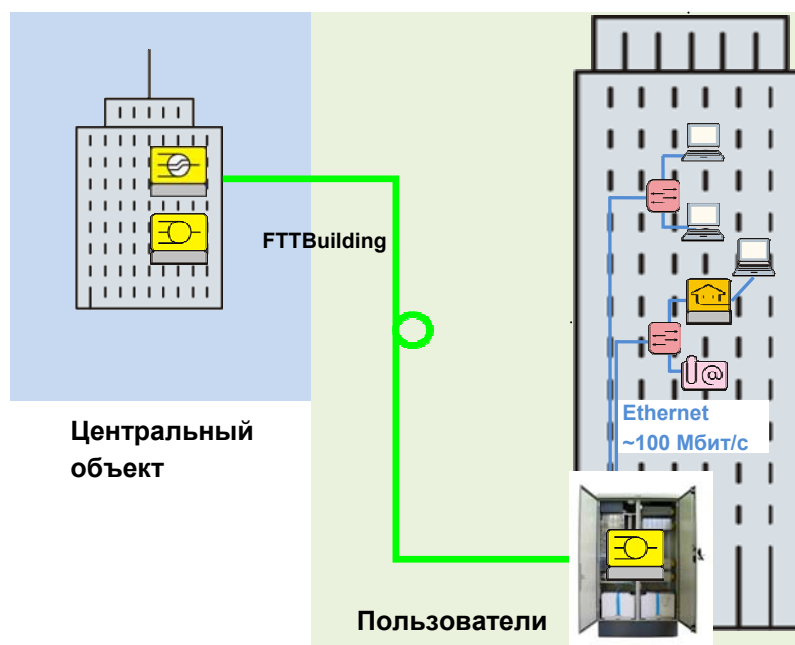 FTTBuilding
@
Ethernet
~100 Мбит/с
Центральный
объект
Пользователи